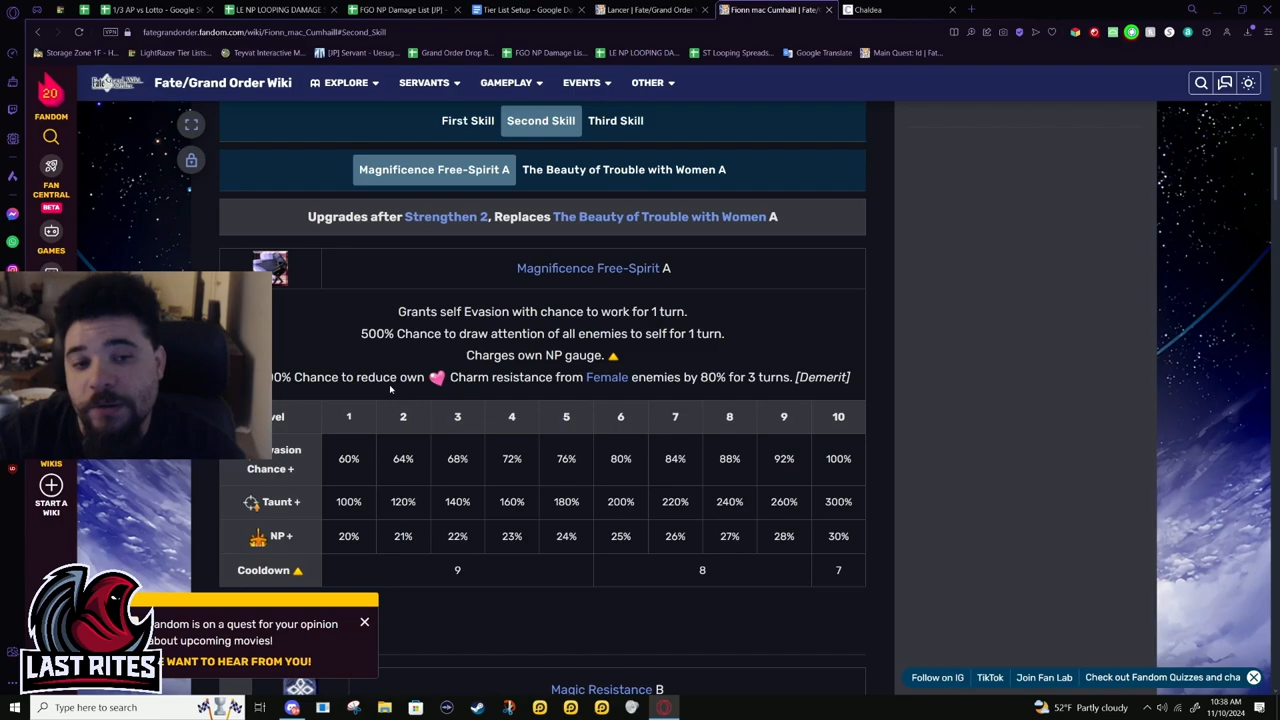 1/3 AP vs Lotto - Google S
LE NP LOOPING DAMAGE S
FGO NP Damage List [JP] -
Tier List Setup - Google Do
Lancer | Fate/Grand Order
Fionn mac Cumhaill | Fate/
Chaldea
VPN
fategrandorder.fandom.com/wiki/Fionn_mac_Cumhaill#Second_Skill
Storage Zone 1F - H...
LightRazer Tier Lists...
Teyvat Interactive M...
[JP] Servant - Uesug...
Grand Order Drop R...
FGO NP Damage Lis...
LE NP LOOPING DA...
ST Looping Spreads...
Google Translate
Main Quest: Id | Fat...
20
FANDOM
Fate/Grand Order Wiki
EXPLORE
SERVANTS
GAMEPLAY
EVENTS
OTHER
FAN
CENTRAL
BETA
GAMES
WIKIS
START A
WIKI
First Skill
Second Skill
Third Skill
Magnificence Free-Spirit A
The Beauty of Trouble with Women A
Upgrades after Strengthen 2, Replaces The Beauty of Trouble with Women A
Magnificence Free-Spirit A
Grants self Evasion with chance to work for 1 turn.
500% Chance to draw attention of all enemies to self for 1 turn.
Charges own NP gauge.
0% Chance to reduce own Charm resistance from Female enemies by 80% for 3 turns. [Demerit]
vel 1 2 3 4 5 6 7 8 9 10
vasion
Chance + 60% 64% 68% 72% 76% 80% 84% 88% 92% 100%
Taunt + 100% 120% 140% 160% 180% 200% 220% 240% 260% 300%
NP + 20% 21% 22% 23% 24% 25% 26% 27% 28% 30%
Cooldown 9 8 7
andom is on a quest for your opinion
about upcoming movies!
E WANT TO HEAR FROM YOU!
LAST RITES
Magic Resistance B
Follow on IG
TikTok
Join Fan Lab
Check out Fandom Quizzes and cha
Type here to search
52°F Partly cloudy
10:38 AM
11/10/2024